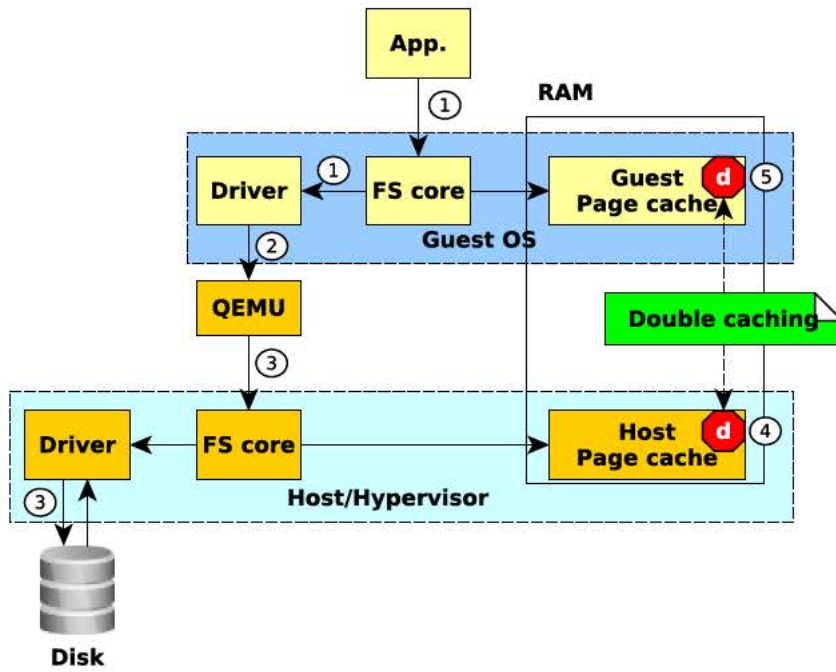 App.
1
RAM
Driver
1
FS core
Guest
Page cache
d
5
2
Guest OS
QEMU
Double caching
3
Driver
FS core
Host
Page cache
d
4
3
Host/Hypervisor
Disk